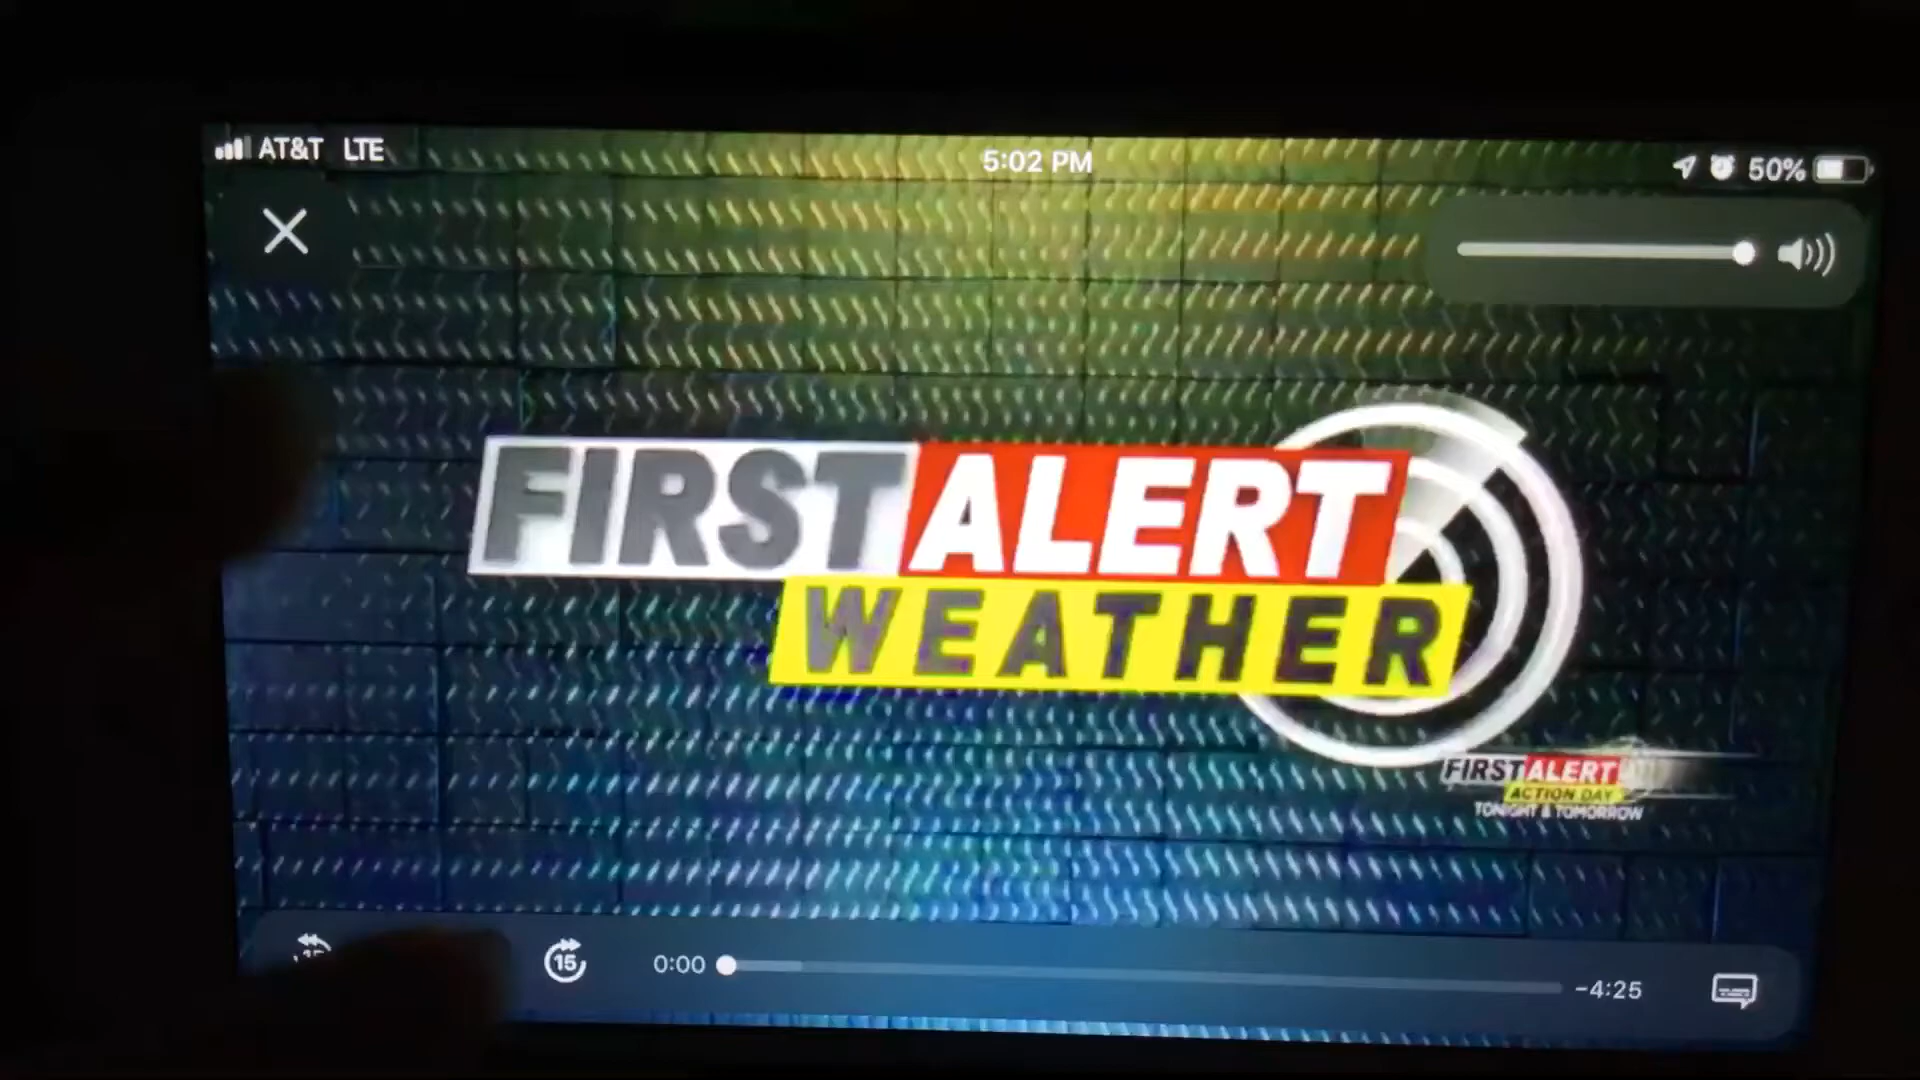 AT&T LTE
5:02 PM
50%
FIRST ALERT
WEATHER
FIRST ALERT
ACTION DAY
TONIGHT & TOMORROW
15
15
0:00
-4:25